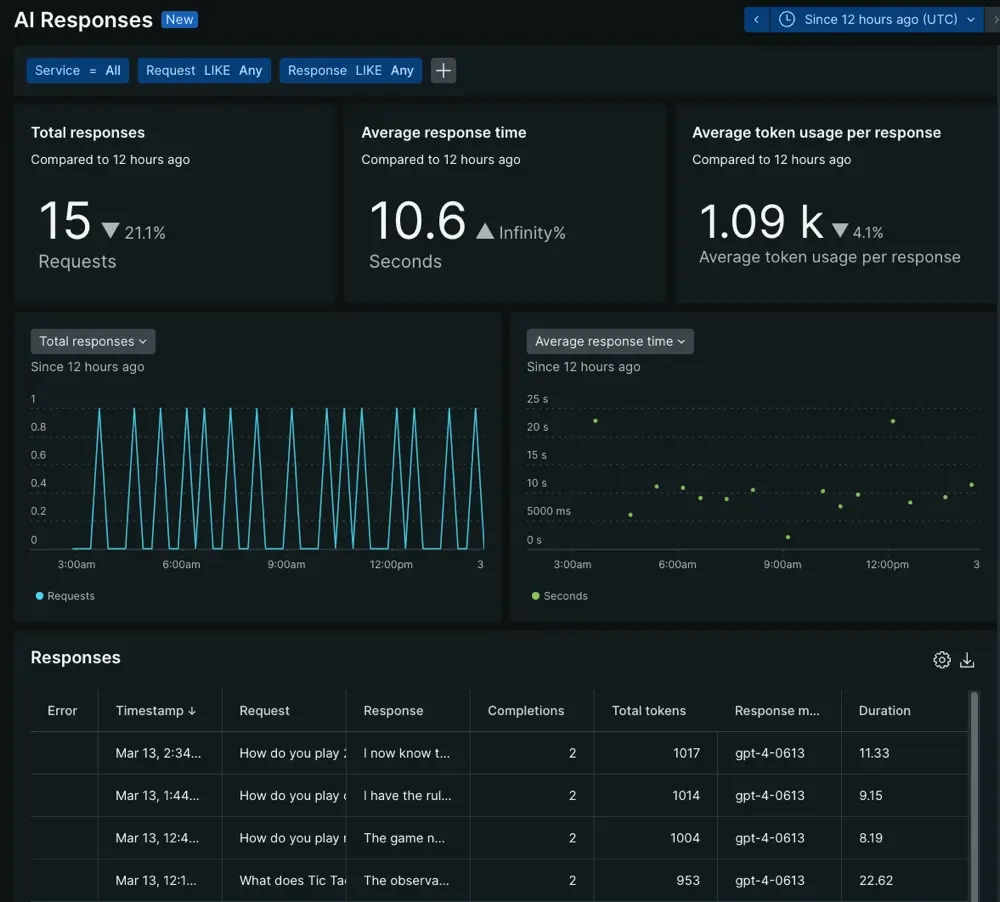 AI Responses New
Since 12 hours ago (UTC)
Service = All
Request LIKE Any
Response LIKE Any
Total responses
Compared to 12 hours ago
15 21.1%
Requests
Average response time
Compared to 12 hours ago
10.6 Infinity%
Seconds
Average token usage per response
Compared to 12 hours ago
1.09 k 4.1%
Average token usage per response
Total responses
Since 12 hours ago
1
0.8
0.6
0.4
0.2
0
3:00am 6:00am 9:00am 12:00pm 3
Requests
Average response time
Since 12 hours ago
25 s
20 s
15 s
10 s
5000 ms
0 s
3:00am 6:00am 9:00am 12:00pm 3
Seconds
Responses
Error Timestamp Request Response Completions Total tokens Response m... Duration
Mar 13, 2:34... How do you play I now know t... 2 1017 gpt-4-0613 11.33
Mar 13, 1:44... How do you play I have the rul... 2 1014 gpt-4-0613 9.15
Mar 13, 12:4... How do you play The game n... 2 1004 gpt-4-0613 8.19
Mar 13, 12:1... What does Tic Tac The observa... 2 953 gpt-4-0613 22.62